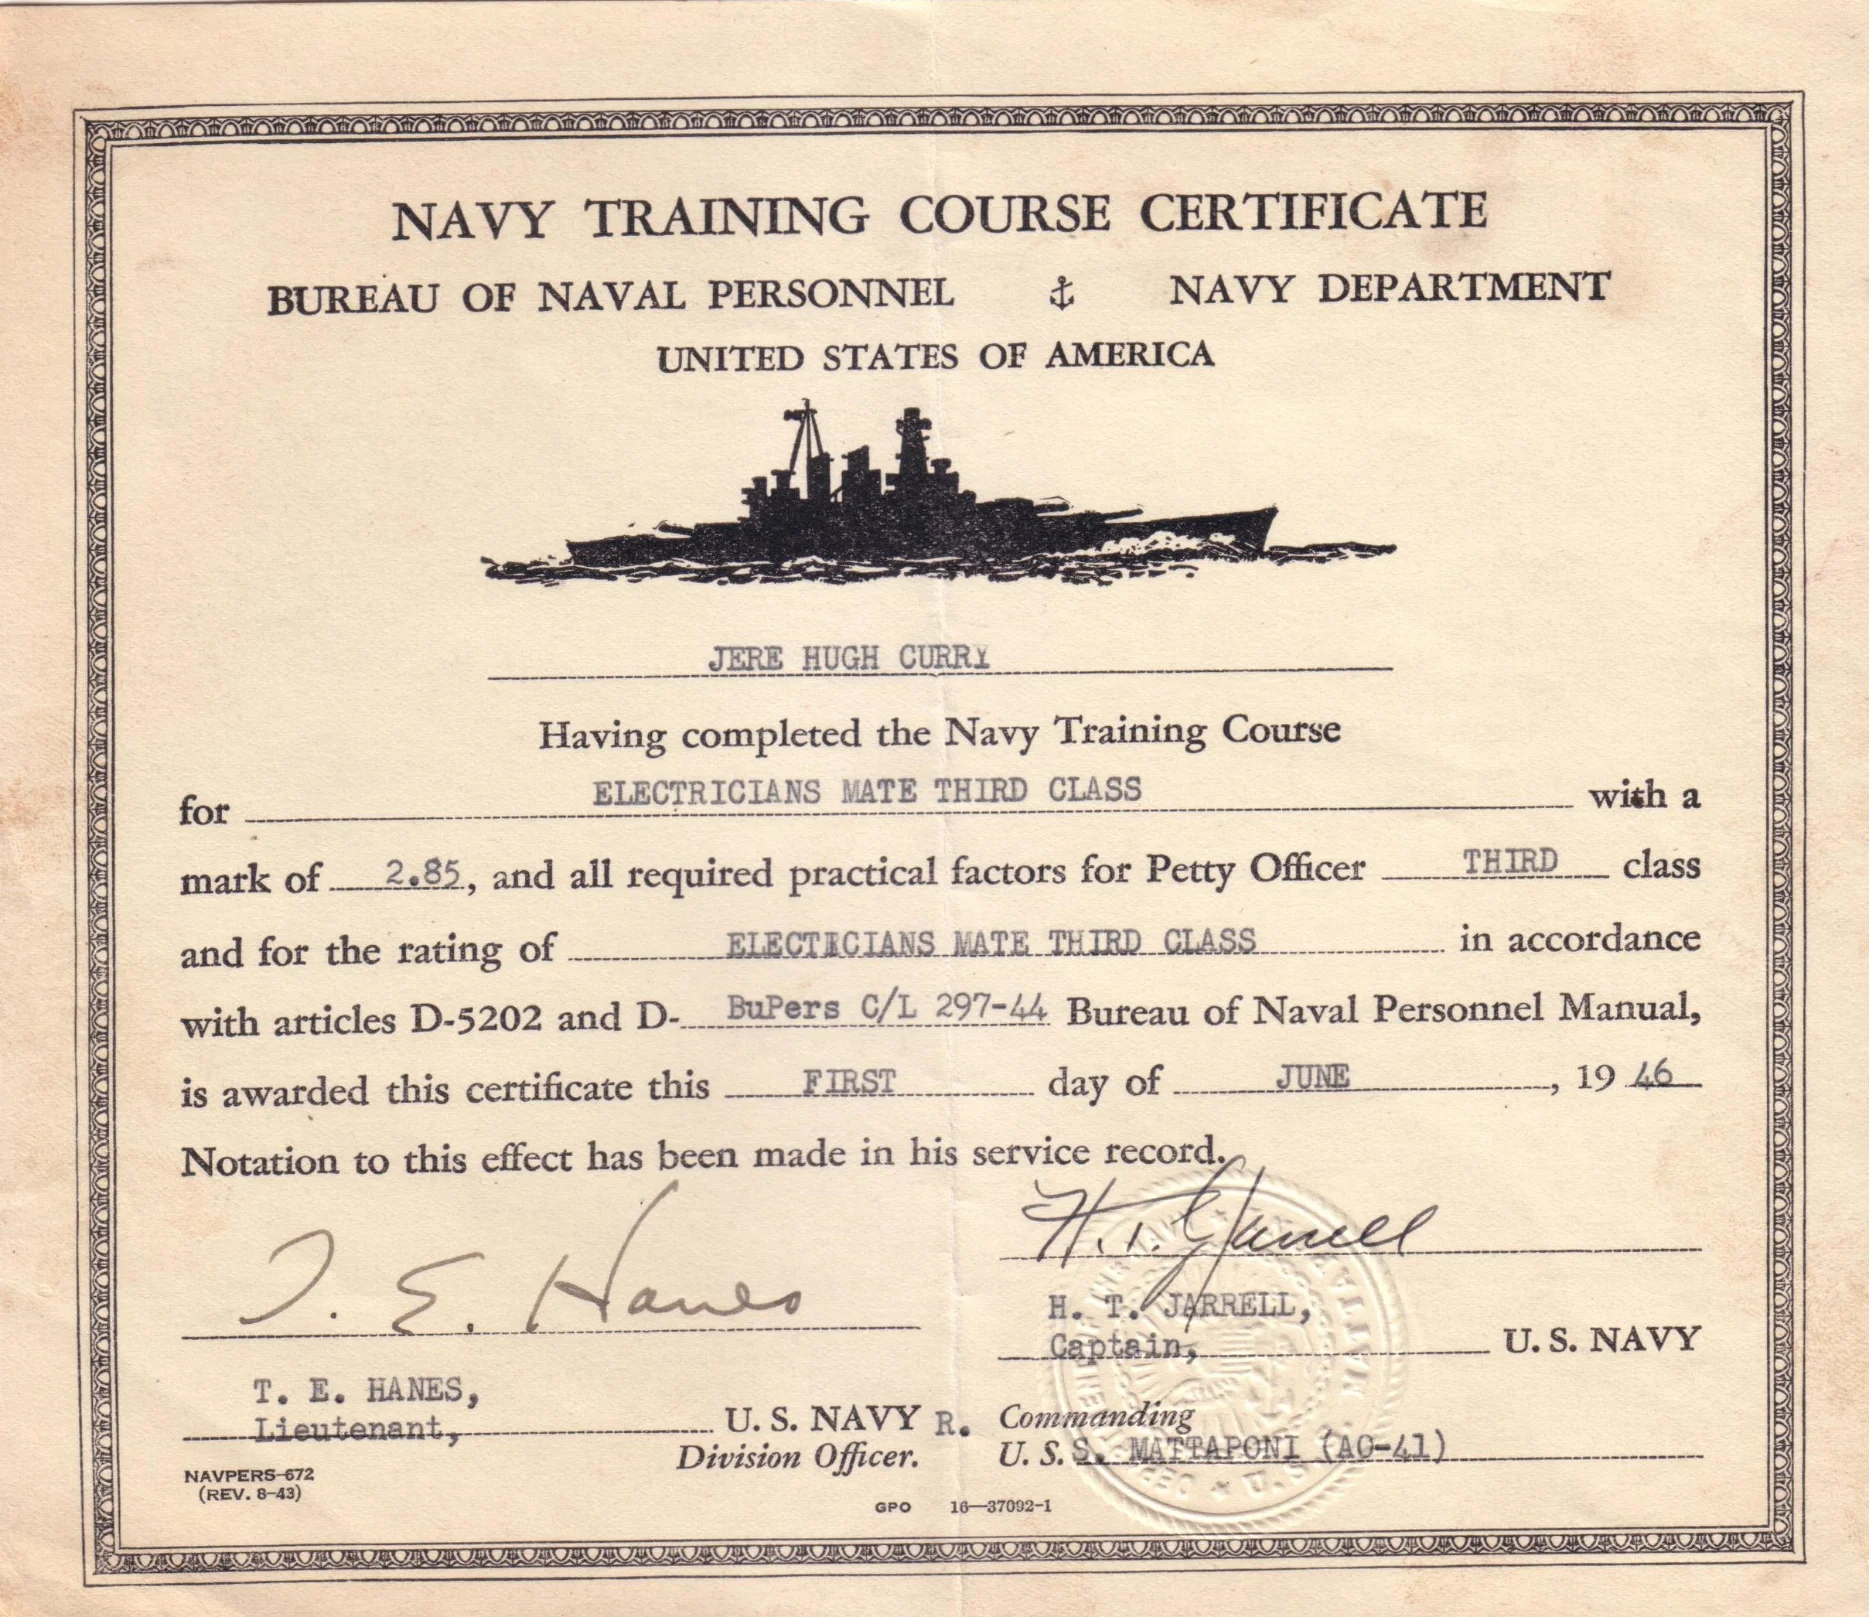 NAVY TRAINING COURSE CERTIFICATE
BUREAU OF NAVAL PERSONNEL NAVY DEPARTMENT
UNITED STATES OF AMERICA
JERE HUGH CURRY
Having completed the Navy Training Course
for ELECTRICIANS MATE THIRD CLASS with a
mark of 2.85, and all required practical factors for Petty Officer THIRD class
and for the rating of ELECTICIANS MATE THIRD CLASS in accordance
with articles D-5202 and D- BuPers C/L 297-44 Bureau of Naval Personnel Manual,
is awarded this certificate this FIRST day of JUNE, 19 46
Notation to this effect has been made in his service record.
T. E. Hanes
H. T. Jarrell
T. E. HANES,
Lieutenant, U. S. NAVY R.
Division Officer.
H. T. JARRELL,
Captain, U. S. NAVY
Commanding
U. S. S. MATTAPONI (AO-41)
NAVPERS-672
(REV. 8-43)
GPO 16—37092-1